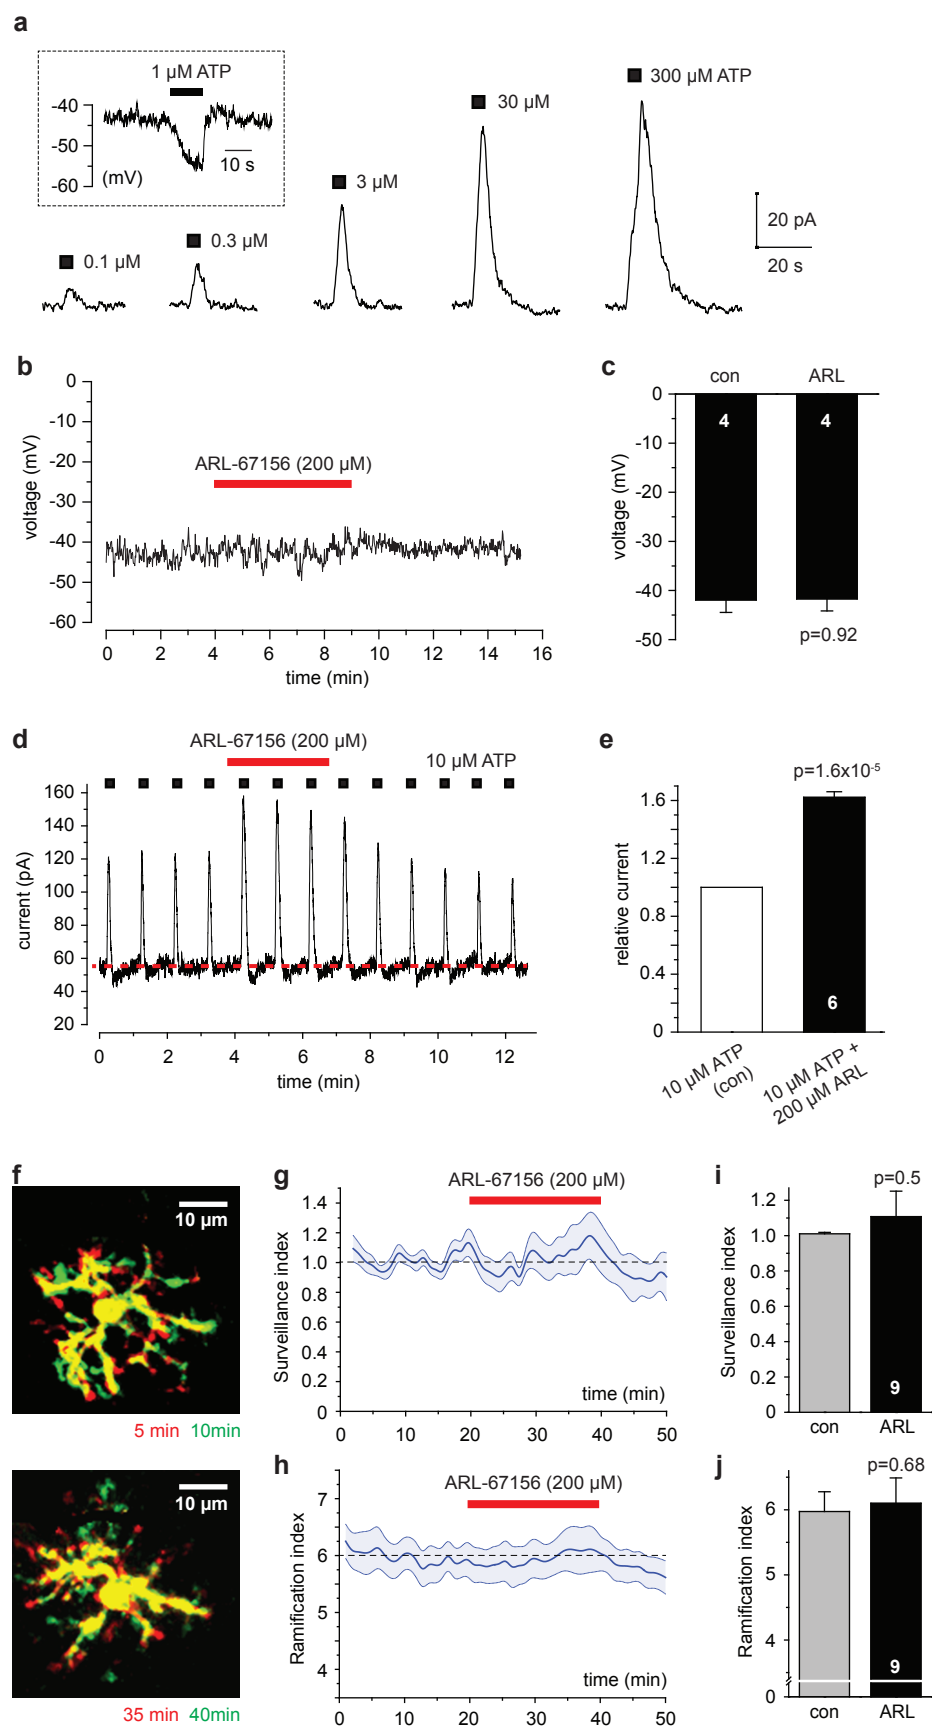 a
1 µM ATP
-40
-50
-60
(mV)
10 s
0.1 µM
0.3 µM
3 µM
30 µM
300 µM ATP
20 pA
20 s
b
0
-10
-20
-30
-40
-50
-60
voltage (mV)
ARL-67156 (200 µM)
0 2 4 6 8 10 12 14 16
time (min)
c
con ARL
0
-10
-20
-30
-40
-50
voltage (mV)
4 4
p=0.92
d
ARL-67156 (200 µM)
10 µM ATP
160
140
120
100
80
60
40
20
current (pA)
0 2 4 6 8 10 12
time (min)
e
p=1.6x10-5
1.6
1.2
0.8
0.4
0
relative current
6
10 µM ATP
(con)
10 µM ATP +
200 µM ARL
f
10 µm
5 min 10min
10 µm
35 min 40min
g
ARL-67156 (200 µM)
1.4
1.2
1.0
0.8
0.6
0.4
0.2
0
Surveillance index
time (min)
0 10 20 30 40 50
h
ARL-67156 (200 µM)
7
6
5
4
Ramification index
time (min)
0 10 20 30 40 50
i
p=0.5
1.2
1.0
0.8
0.6
0.4
0.2
0
Surveillance index
9
con ARL
j
p=0.68
6
5
4
0
Ramification index
9
con ARL